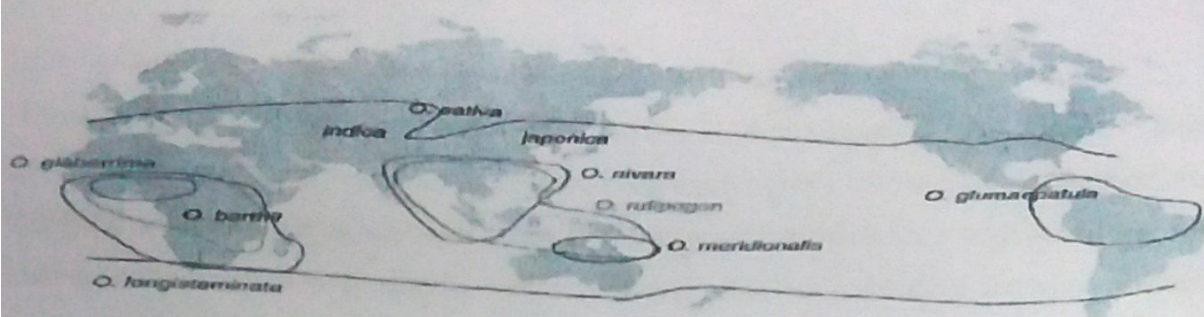 O. sativa
indica
japonica
O. glaberrima
O. nivara
O. rufipogon
O. glumaepatula
O. barthii
O. meridionalis
O. longistaminata